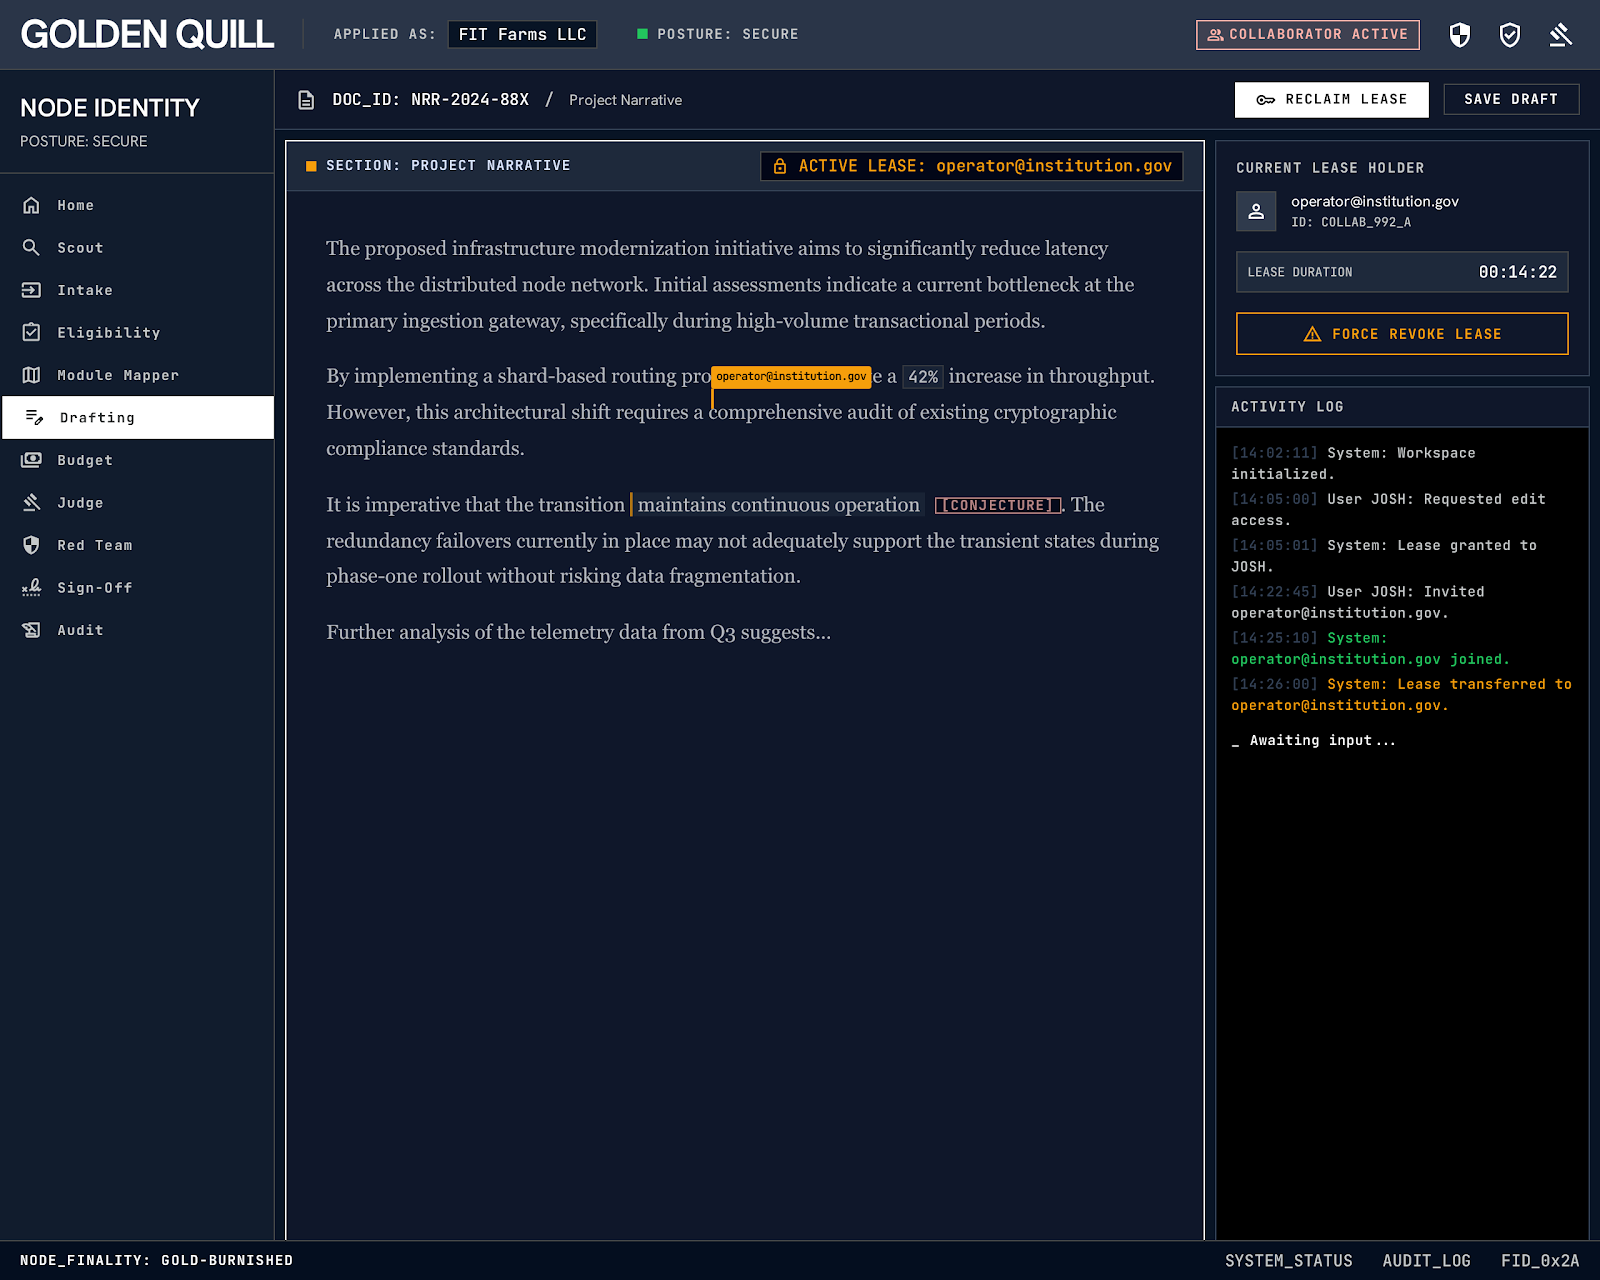 GOLDEN QUILL
APPLIED AS: FIT Farms LLC
POSTURE: SECURE
COLLABORATOR ACTIVE
NODE IDENTITY
POSTURE: SECURE
Home
Scout
Intake
Eligibility
Module Mapper
Drafting
Budget
Judge
Red Team
Sign-Off
Audit
DOC_ID: NRR-2024-88X / Project Narrative
RECLAIM LEASE
SAVE DRAFT
SECTION: PROJECT NARRATIVE
ACTIVE LEASE: operator@institution.gov
The proposed infrastructure modernization initiative aims to significantly reduce latency
across the distributed node network. Initial assessments indicate a current bottleneck at the
primary ingestion gateway, specifically during high-volume transactional periods.
By implementing a shard-based routing pro operator@institution.gov e a 42% increase in throughput.
However, this architectural shift requires a comprehensive audit of existing cryptographic
compliance standards.
It is imperative that the transition maintains continuous operation [CONJECTURE]. The
redundancy failovers currently in place may not adequately support the transient states during
phase-one rollout without risking data fragmentation.
Further analysis of the telemetry data from Q3 suggests...
CURRENT LEASE HOLDER
operator@institution.gov
ID: COLLAB_992_A
LEASE DURATION 00:14:22
FORCE REVOKE LEASE
ACTIVITY LOG
[14:02:11] System: Workspace
initialized.
[14:05:00] User JOSH: Requested edit
access.
[14:05:01] System: Lease granted to
JOSH.
[14:22:45] User JOSH: Invited
operator@institution.gov.
[14:25:10] System:
operator@institution.gov joined.
[14:26:00] System: Lease transferred to
operator@institution.gov.
_ Awaiting input...
NODE_FINALITY: GOLD-BURNISHED
SYSTEM_STATUS
AUDIT_LOG
FID_0x2A